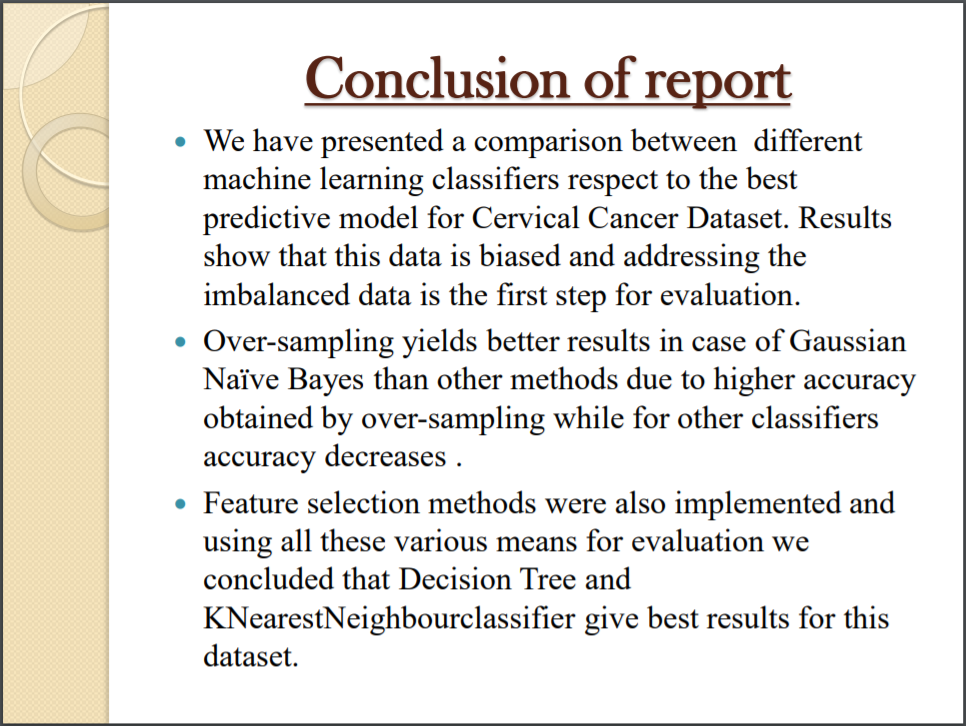 Conclusion of report
• We have presented a comparison between  different
machine learning classifiers respect to the best
predictive model for Cervical Cancer Dataset. Results
show that this data is biased and addressing the
imbalanced data is the first step for evaluation.
• Over-sampling yields better results in case of Gaussian
Naïve Bayes than other methods due to higher accuracy
obtained by over-sampling while for other classifiers
accuracy decreases .
• Feature selection methods were also implemented and
using all these various means for evaluation we
concluded that Decision Tree and
KNearestNeighbourclassifier give best results for this
dataset.